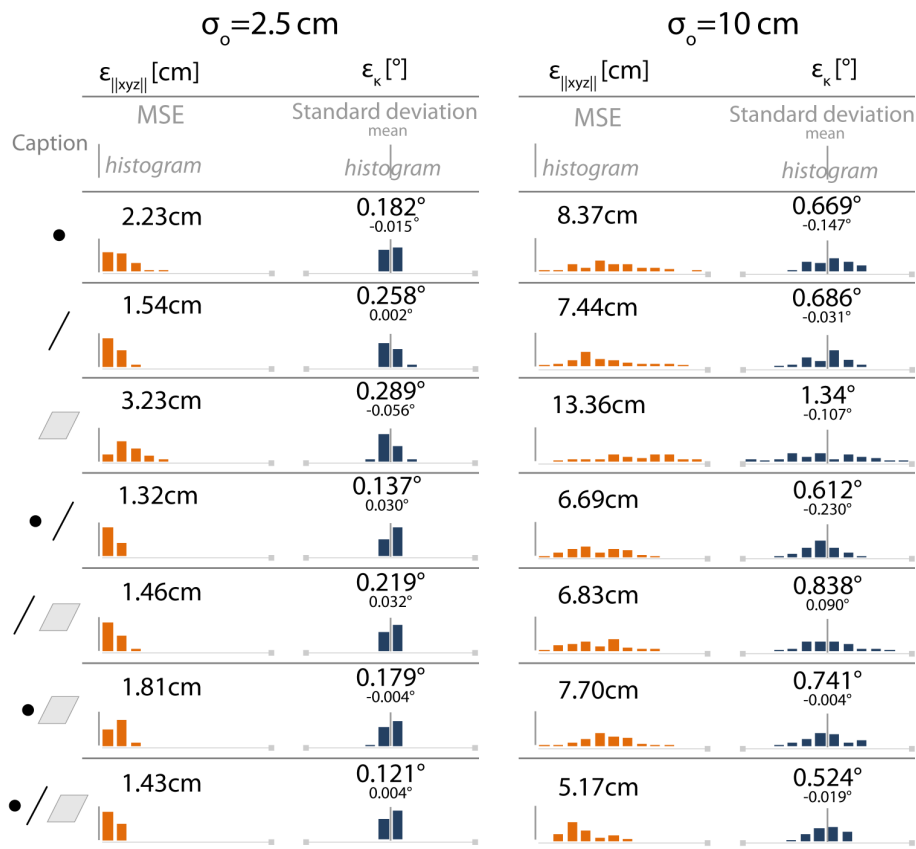 σo=2.5 cm σo=10 cm
ε||xyz|| [cm] εκ [°] ε||xyz|| [cm] εκ [°]
Caption
MSE Standard deviation MSE Standard deviation
mean mean
histogram histogram histogram histogram
2.23cm 0.182° 8.37cm 0.669°
-0.015° -0.147°
1.54cm 0.258° 7.44cm 0.686°
0.002° -0.031°
3.23cm 0.289° 13.36cm 1.34°
-0.056° -0.107°
1.32cm 0.137° 6.69cm 0.612°
0.030° -0.230°
1.46cm 0.219° 6.83cm 0.838°
0.032° 0.090°
1.81cm 0.179° 7.70cm 0.741°
-0.004° -0.004°
1.43cm 0.121° 5.17cm 0.524°
0.004° -0.019°